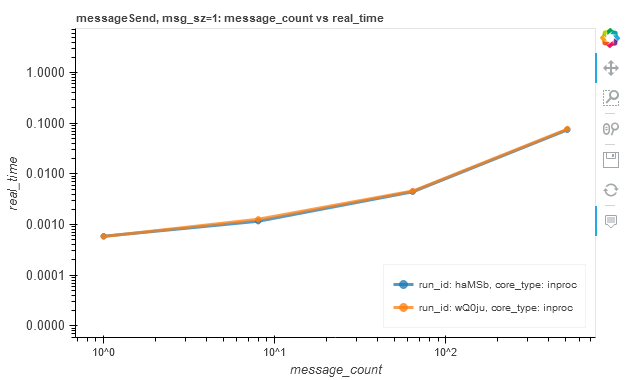 messageSend, msg_sz=1: message_count vs real_time
real_time
1.0000
0.1000
0.0100
0.0010
0.0001
0.0000
run_id: haMSb, core_type: inproc
run_id: wQ0ju, core_type: inproc
10^0
10^1
10^2
message_count